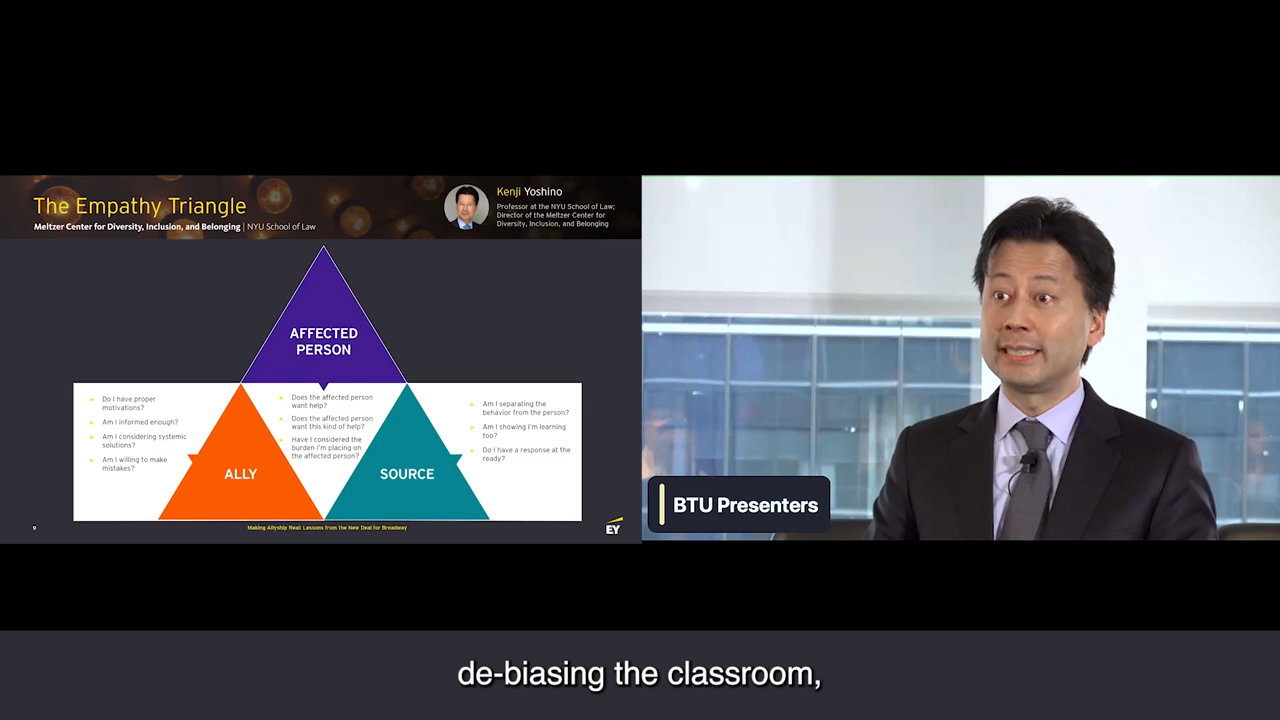 The Empathy Triangle
Meltzer Center for Diversity, Inclusion, and Belonging | NYU School of Law
Kenji Yoshino
Professor at the NYU School of Law;
Director of the Meltzer Center for
Diversity, Inclusion, and Belonging
AFFECTED
PERSON
Do I have proper
motivations?
Am I informed enough?
Am I considering systemic
solutions?
Am I willing to make
mistakes?
ALLY
Does the affected person
want help?
Does the affected person
want this kind of help?
Have I considered the
burden I'm placing on
the affected person?
SOURCE
Am I separating the
behavior from the person?
Am I showing I'm learning
too?
Do I have a response at the
ready?
9
Making Allyship Real: Lessons from the New Deal for Broadway
EY
BTU Presenters
de-biasing the classroom,